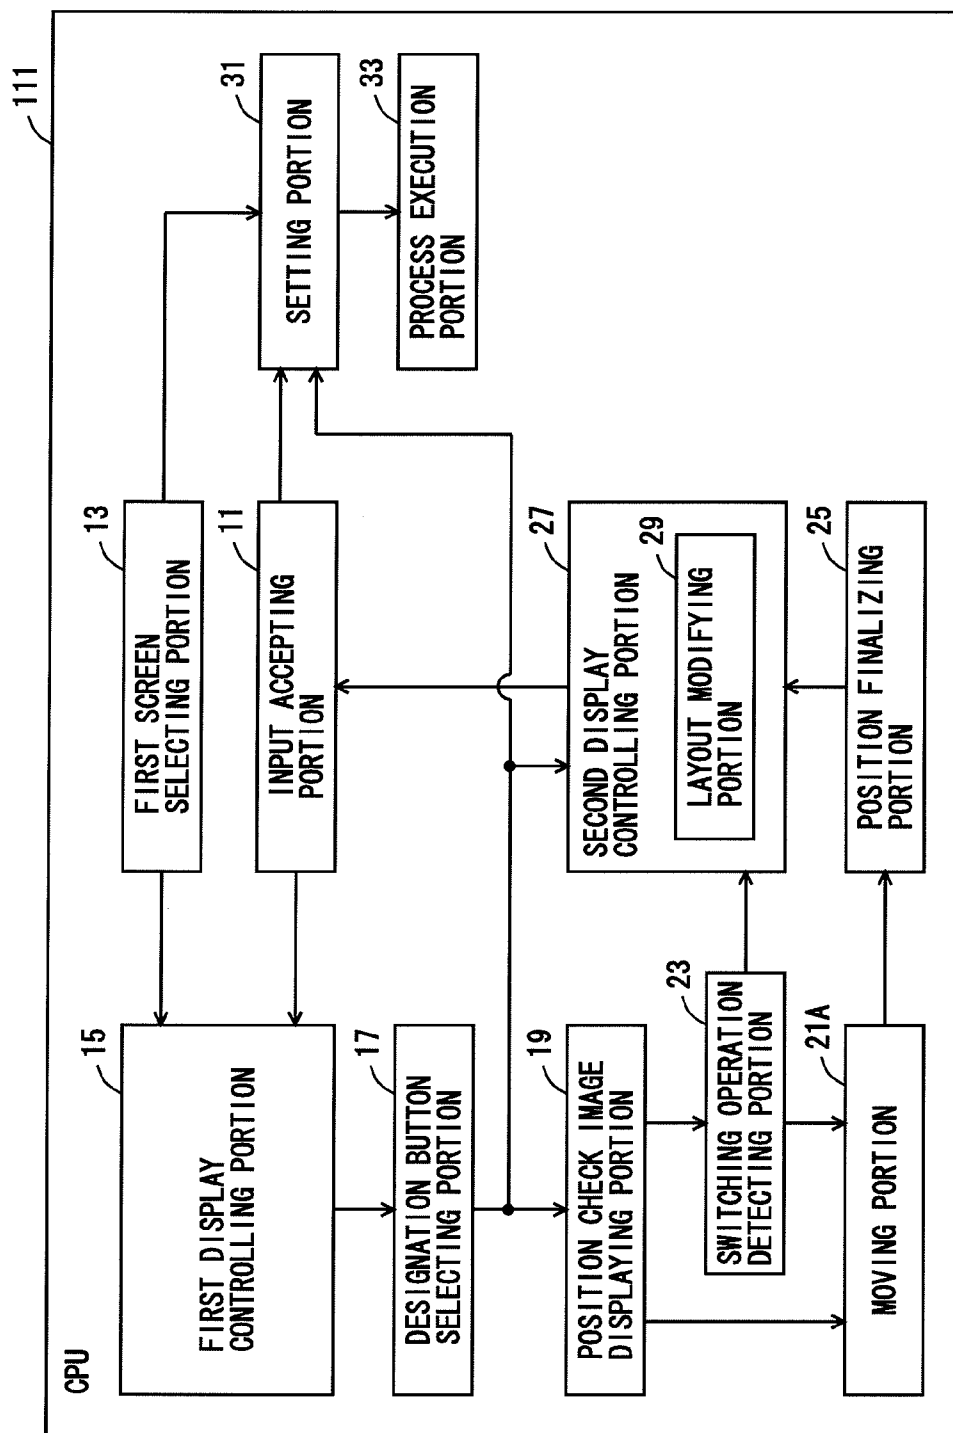 111
CPU
15
FIRST DISPLAY
CONTROLLING PORTION
13
FIRST SCREEN
SELECTING PORTION
11
INPUT ACCEPTING
PORTION
31
SETTING PORTION
33
PROCESS EXECUTION
PORTION
17
DESIGNATION BUTTON
SELECTING PORTION
19
POSITION CHECK IMAGE
DISPLAYING PORTION
23
SWITCHING OPERATION
DETECTING PORTION
21A
MOVING PORTION
27
SECOND DISPLAY
CONTROLLING PORTION
29
LAYOUT MODIFYING
PORTION
25
POSITION FINALIZING
PORTION